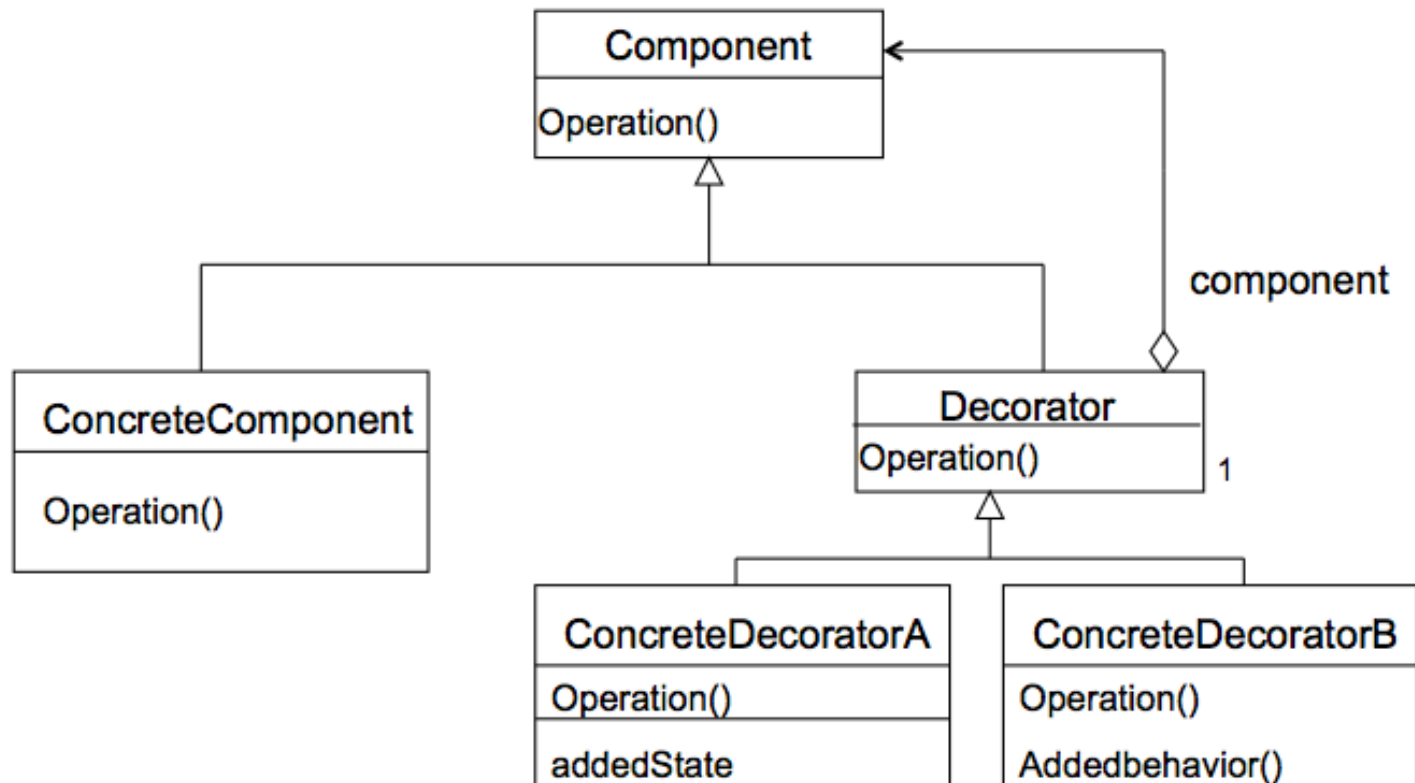 Component
Operation()
component
ConcreteComponent
Operation()
Decorator
Operation()
1
ConcreteDecoratorA
Operation()
addedState
ConcreteDecoratorB
Operation()
Addedbehavior()